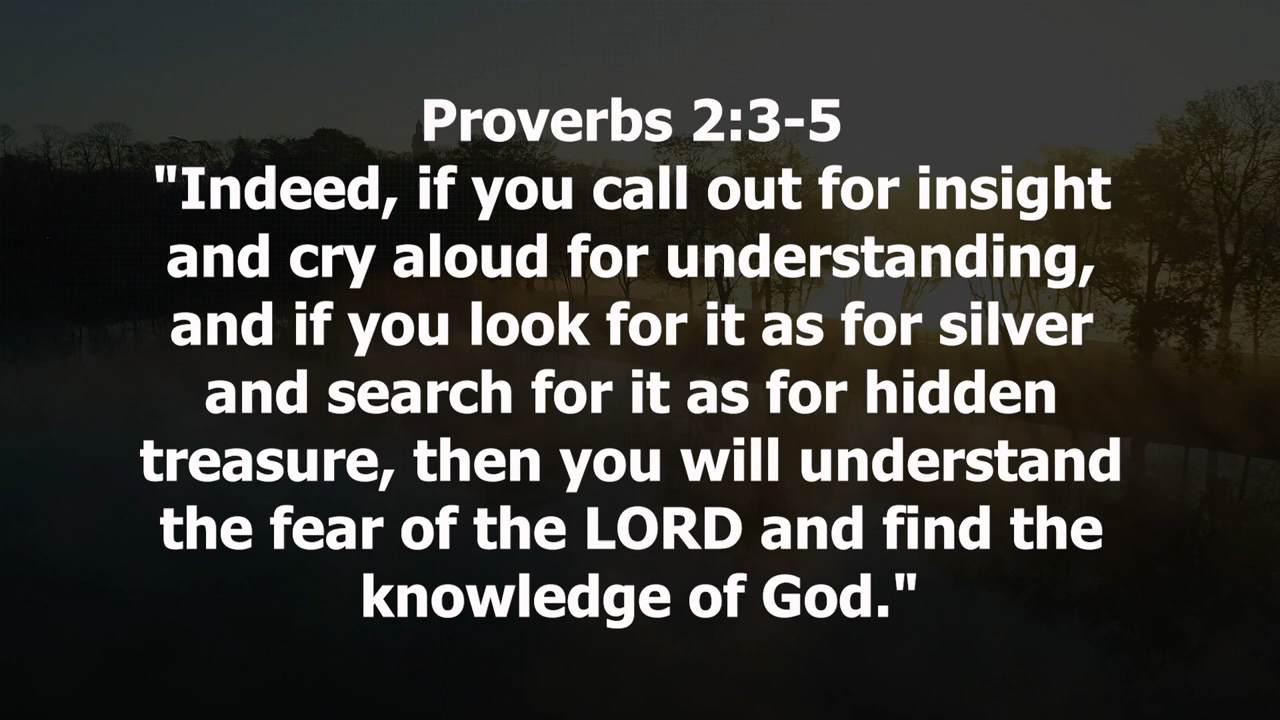 Proverbs 2:3-5
"Indeed, if you call out for insight
and cry aloud for understanding,
and if you look for it as for silver
and search for it as for hidden
treasure, then you will understand
the fear of the LORD and find the
knowledge of God."